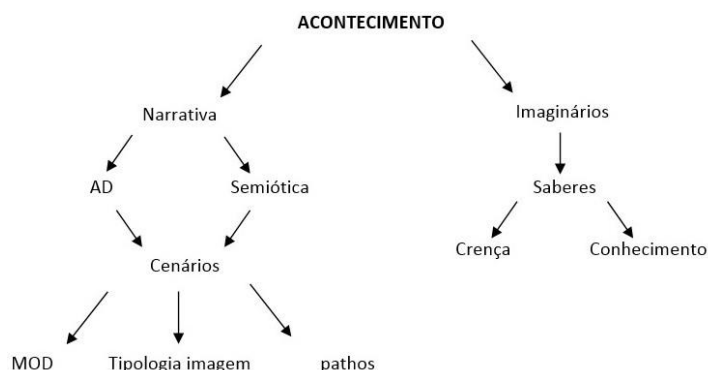 ACONTECIMENTO
Narrativa
Imaginários
AD
Semiótica
Saberes
Crença
Conhecimento
Cenários
MOD
Tipologia imagem
pathos